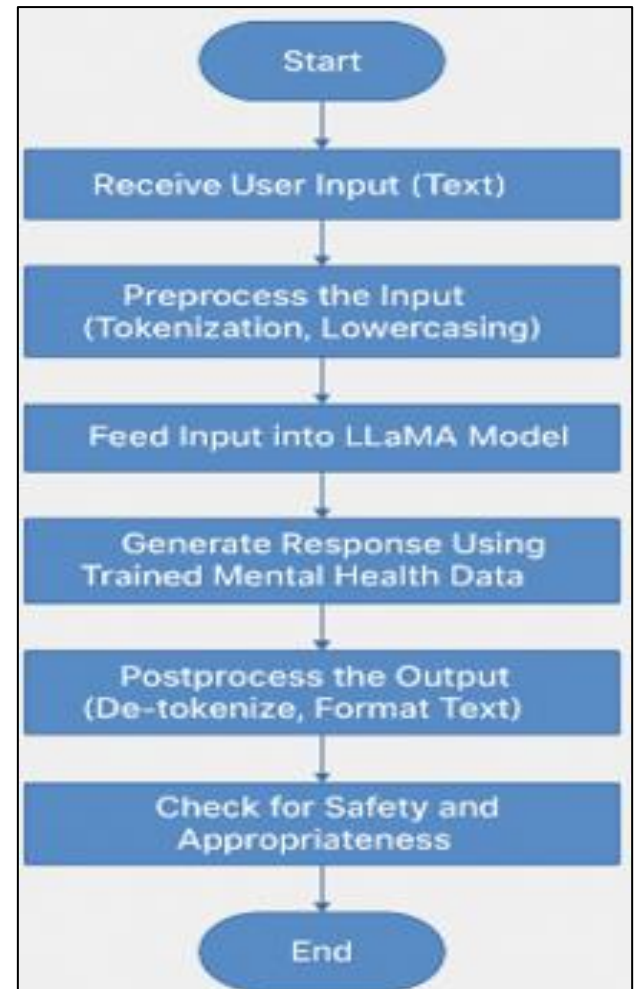 Start
Receive User Input (Text)
Preprocess the Input
(Tokenization, Lowercasing)
Feed Input into LLaMA Model
Generate Response Using
Trained Mental Health Data
Postprocess the Output
(De-tokenize, Format Text)
Check for Safety and
Appropriateness
End